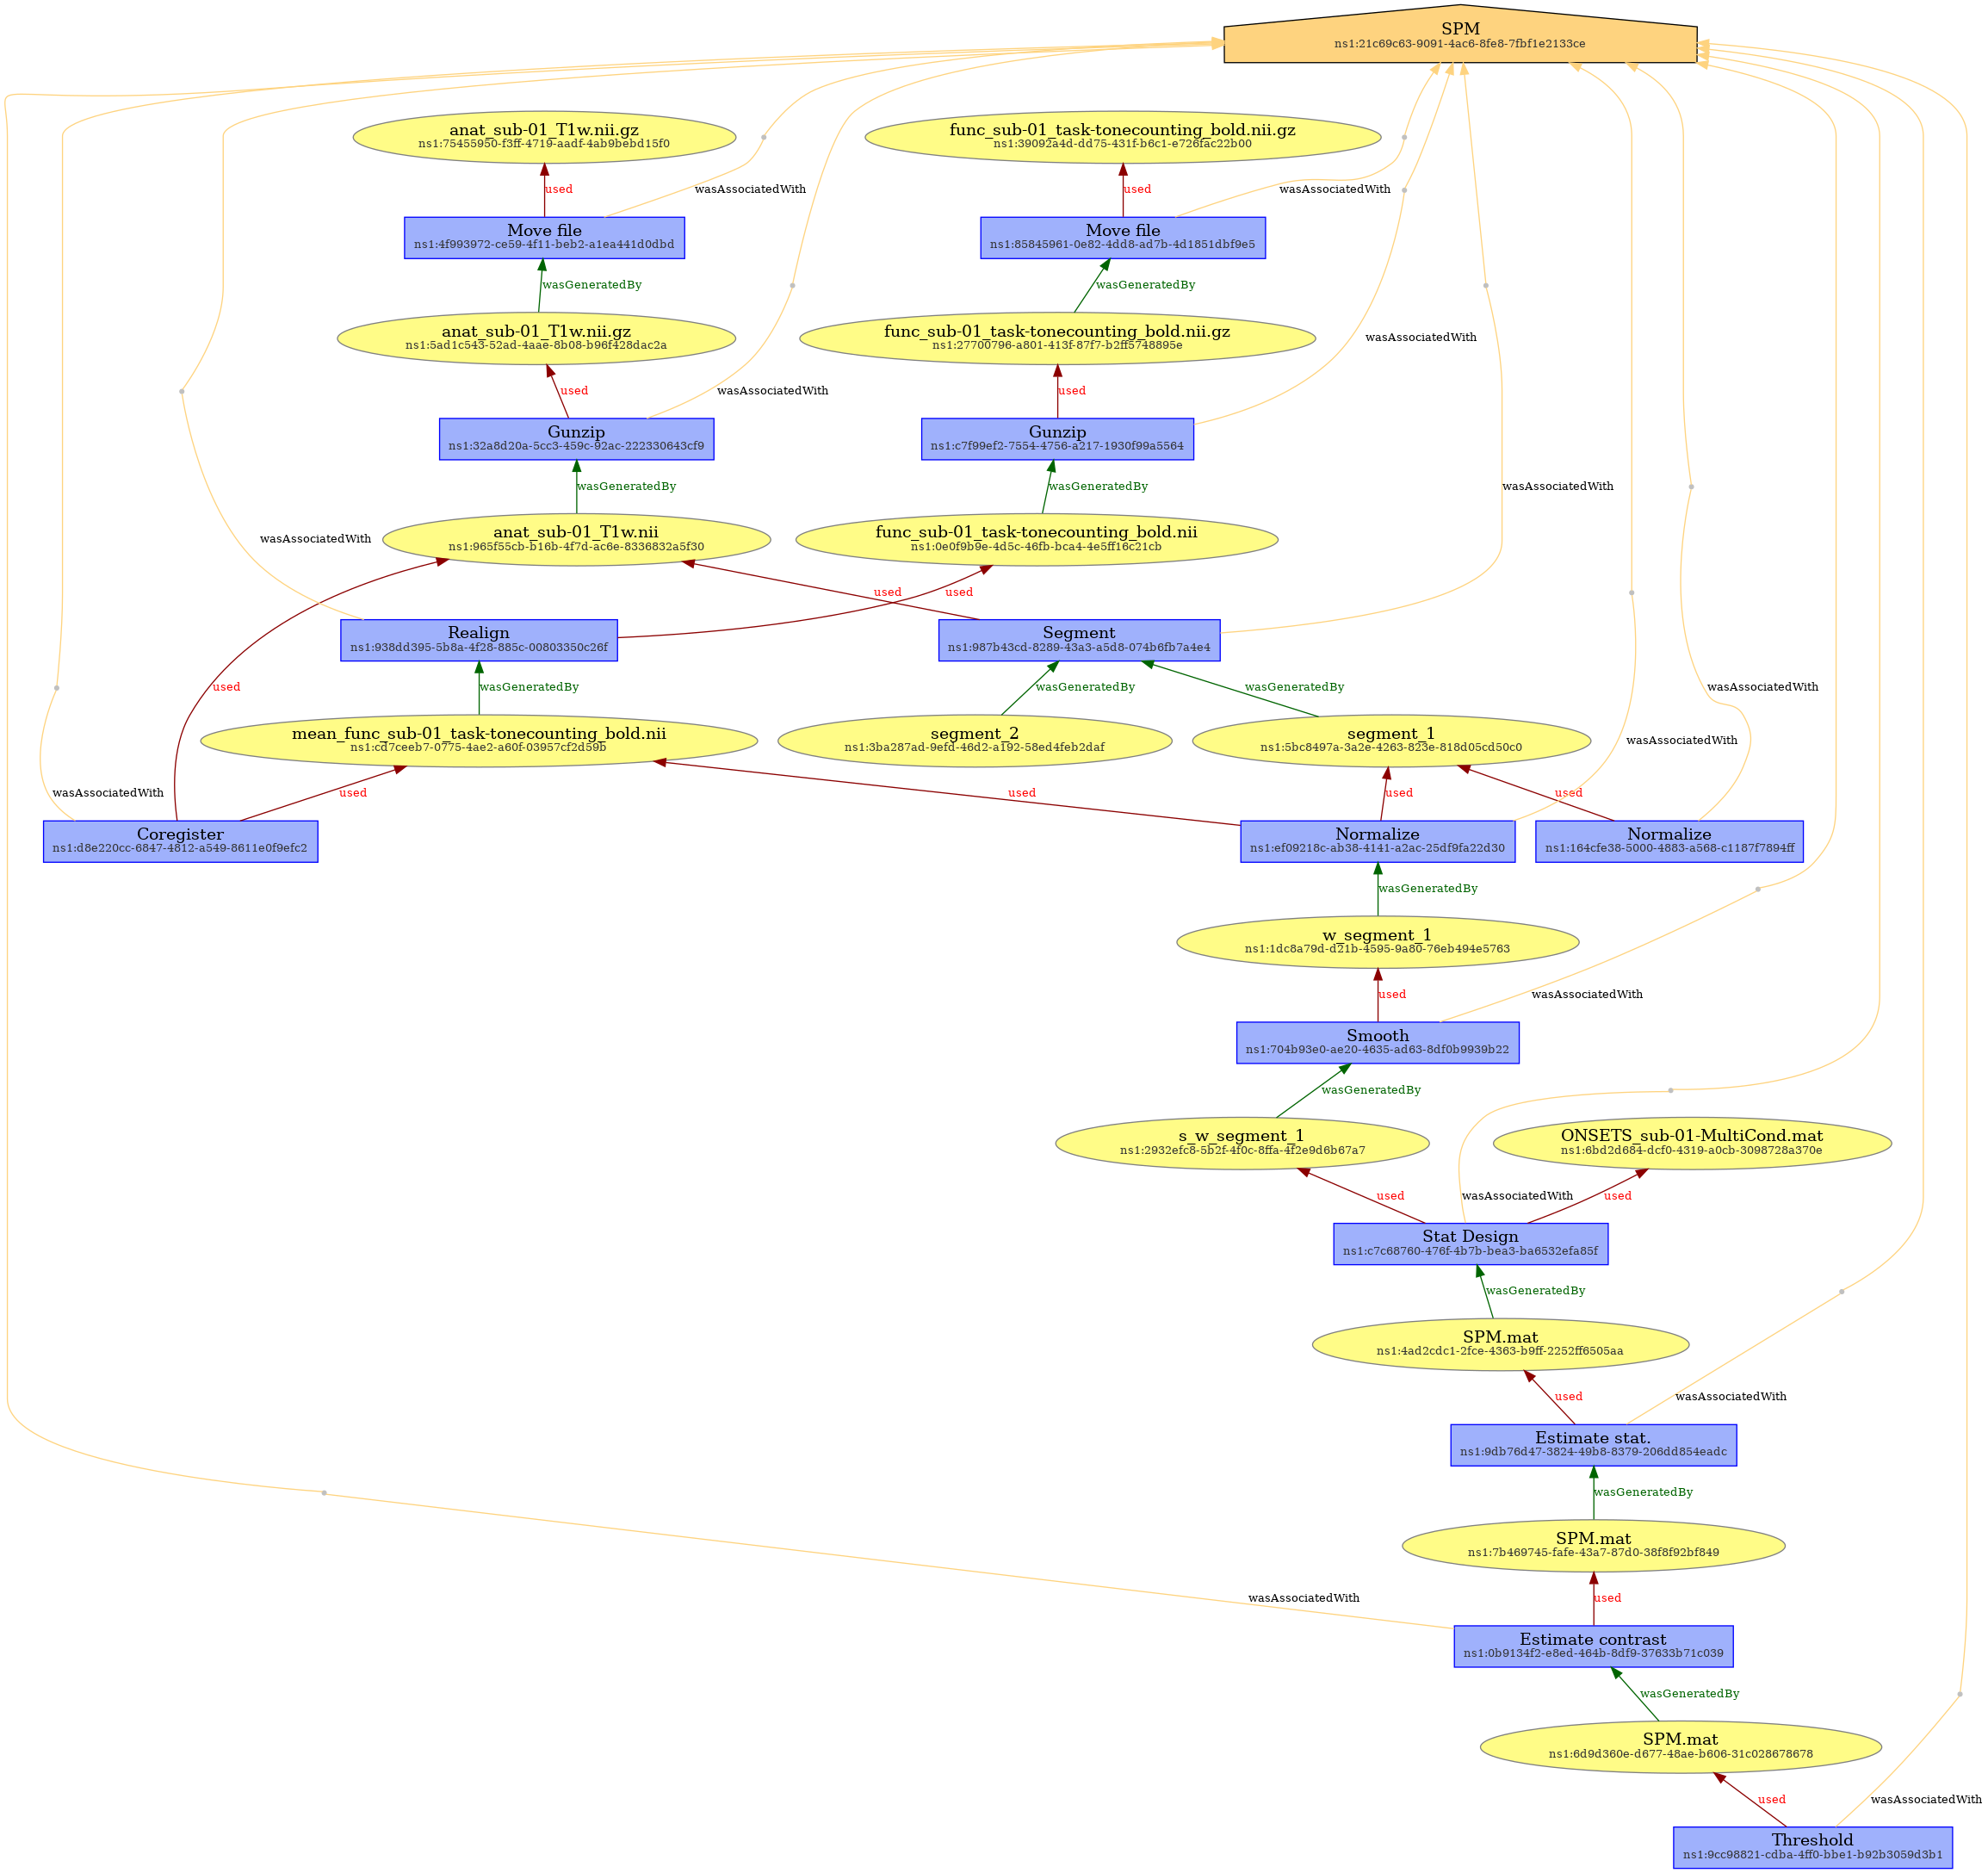 SPM
ns1:21c69c63-9091-4ac6-8fe8-7fbf1e2133ce
anat_sub-01_T1w.nii.gz
ns1:75455950-f3ff-4719-aadf-4ab9bebd15f0
func_sub-01_task-tonecounting_bold.nii.gz
ns1:39092a4d-dd75-431f-b6c1-e726fac22b00
used
wasAssociatedWith
used
wasAssociatedWith
Move file
ns1:4f993972-ce59-4f11-beb2-a1ea441d0dbd
Move file
ns1:85845961-0e82-4dd8-ad7b-4d1851dbf9e5
wasGeneratedBy
wasGeneratedBy
anat_sub-01_T1w.nii.gz
ns1:5ad1c543-52ad-4aae-8b08-b96f428dac2a
func_sub-01_task-tonecounting_bold.nii.gz
ns1:27700796-a801-413f-87f7-b2ff5748895e
wasAssociatedWith
used
wasAssociatedWith
used
Gunzip
ns1:32a8d20a-5cc3-459c-92ac-222330643cf9
Gunzip
ns1:c7f99ef2-7554-4756-a217-1930f99a5564
wasGeneratedBy
wasGeneratedBy
wasAssociatedWith
anat_sub-01_T1w.nii
ns1:965f55cb-b16b-4f7d-ac6e-8336832a5f30
func_sub-01_task-tonecounting_bold.nii
ns1:0e0f9b9e-4d5c-46fb-bca4-4e5ff16c21cb
wasAssociatedWith
used
used
Realign
ns1:938dd395-5b8a-4f28-885c-00803350c26f
Segment
ns1:987b43cd-8289-43a3-a5d8-074b6fb7a4e4
used
wasGeneratedBy
wasGeneratedBy
wasGeneratedBy
wasAssociatedWith
mean_func_sub-01_task-tonecounting_bold.nii
ns1:cd7ceeb7-0775-4ae2-a60f-03957cf2d59b
segment_2
ns1:3ba287ad-9efd-46d2-a192-58ed4feb2daf
segment_1
ns1:5bc8497a-3a2e-4263-823e-818d05cd50c0
wasAssociatedWith
wasAssociatedWith
used
used
used
used
Coregister
ns1:d8e220cc-6847-4812-a549-8611e0f9efc2
Normalize
ns1:ef09218c-ab38-4141-a2ac-25df9fa22d30
Normalize
ns1:164cfe38-5000-4883-a568-c1187f7894ff
wasGeneratedBy
w_segment_1
ns1:1dc8a79d-d21b-4595-9a80-76eb494e5763
used
wasAssociatedWith
Smooth
ns1:704b93e0-ae20-4635-ad63-8df0b9939b22
wasGeneratedBy
s_w_segment_1
ns1:2932efc8-5b2f-4f0c-8ffa-4f2e9d6b67a7
ONSETS_sub-01-MultiCond.mat
ns1:6bd2d684-dcf0-4319-a0cb-3098728a370e
used
wasAssociatedWith
used
Stat Design
ns1:c7c68760-476f-4b7b-bea3-ba6532efa85f
wasGeneratedBy
SPM.mat
ns1:4ad2cdc1-2fce-4363-b9ff-2252ff6505aa
used
wasAssociatedWith
Estimate stat.
ns1:9db76d47-3824-49b8-8379-206dd854eadc
wasGeneratedBy
SPM.mat
ns1:7b469745-fafe-43a7-87d0-38f8f92bf849
wasAssociatedWith
used
Estimate contrast
ns1:0b9134f2-e8ed-464b-8df9-37633b71c039
wasGeneratedBy
SPM.mat
ns1:6d9d360e-d677-48ae-b606-31c028678678
used
wasAssociatedWith
Threshold
ns1:9cc98821-cdba-4ff0-bbe1-b92b3059d3b1